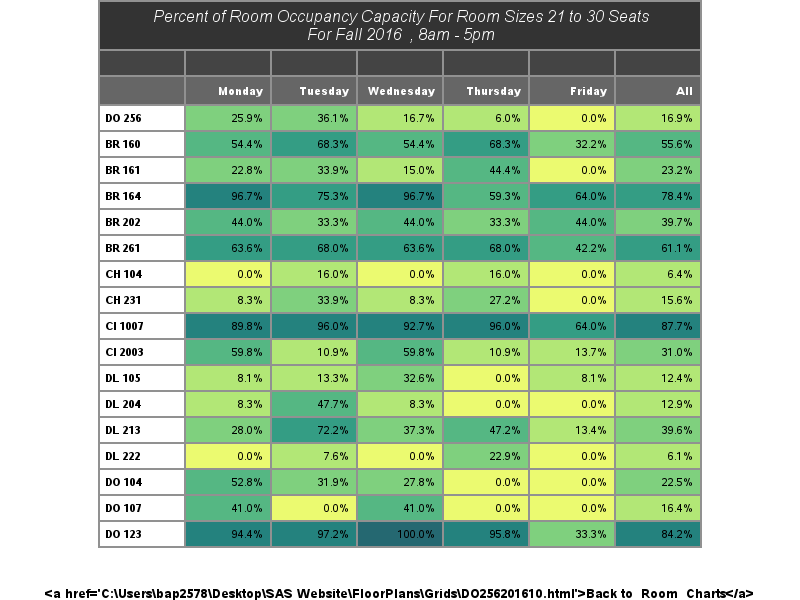 Percent of Room Occupancy Capacity For Room Sizes 21 to 30 Seats
For Fall 2016 , 8am - 5pm
Monday Tuesday Wednesday Thursday Friday All
DO 256 25.9% 36.1% 16.7% 6.0% 0.0% 16.9%
BR 160 54.4% 68.3% 54.4% 68.3% 32.2% 55.6%
BR 161 22.8% 33.9% 15.0% 44.4% 0.0% 23.2%
BR 164 96.7% 75.3% 96.7% 59.3% 64.0% 78.4%
BR 202 44.0% 33.3% 44.0% 33.3% 44.0% 39.7%
BR 261 63.6% 68.0% 63.6% 68.0% 42.2% 61.1%
CH 104 0.0% 16.0% 0.0% 16.0% 0.0% 6.4%
CH 231 8.3% 33.9% 8.3% 27.2% 0.0% 15.6%
CI 1007 89.8% 96.0% 92.7% 96.0% 64.0% 87.7%
CI 2003 59.8% 10.9% 59.8% 10.9% 13.7% 31.0%
DL 105 8.1% 13.3% 32.6% 0.0% 8.1% 12.4%
DL 204 8.3% 47.7% 8.3% 0.0% 0.0% 12.9%
DL 213 28.0% 72.2% 37.3% 47.2% 13.4% 39.6%
DL 222 0.0% 7.6% 0.0% 22.9% 0.0% 6.1%
DO 104 52.8% 31.9% 27.8% 0.0% 0.0% 22.5%
DO 107 41.0% 0.0% 41.0% 0.0% 0.0% 16.4%
DO 123 94.4% 97.2% 100.0% 95.8% 33.3% 84.2%
<a href='C:\Users\bap2578\Desktop\SAS Website\FloorPlans\Grids\DO256201610.html'>Back to Room Charts</a>